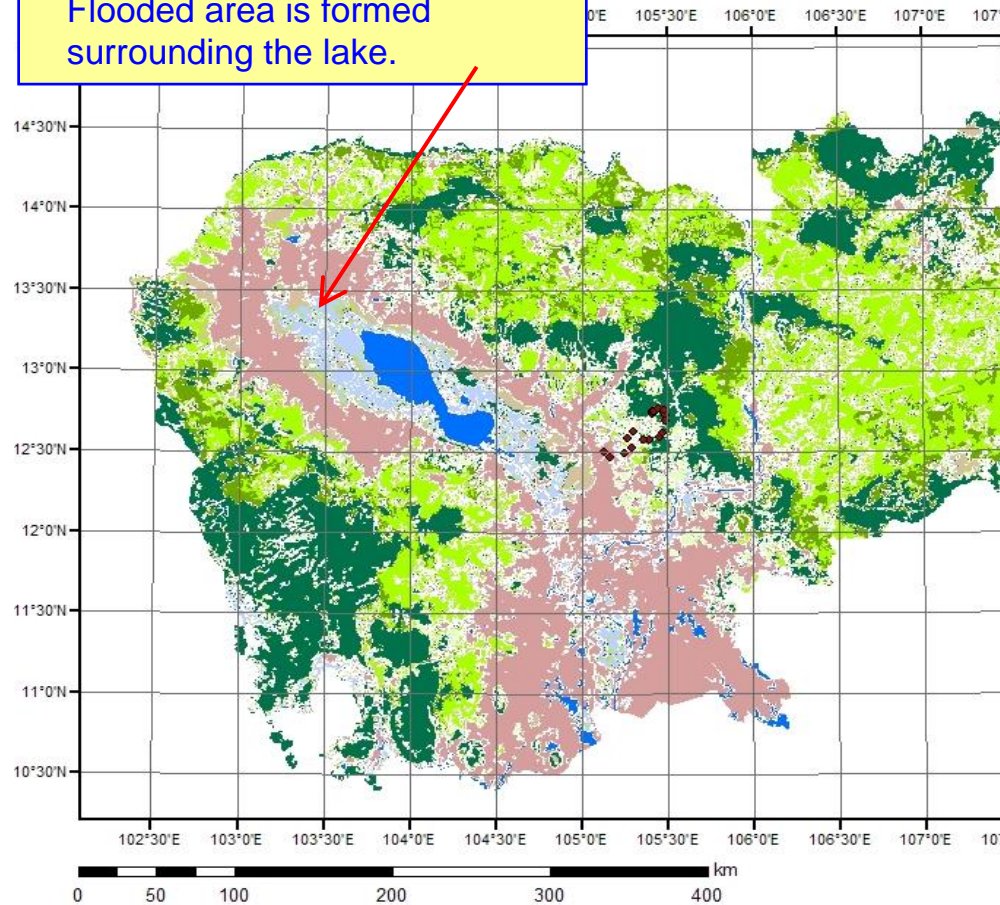 Flooded area is formed
surrounding the lake.
105°30'E 106°0'E 106°30'E 107°0'E
14°30'N
14°0'N
13°30'N
13°0'N
12°30'N
12°0'N
11°30'N
11°0'N
10°30'N
102°30'E 103°0'E 103°30'E 104°0'E 104°30'E 105°0'E 105°30'E 106°0'E 106°30'E 107°0'E
km
0 50 100 200 300 400